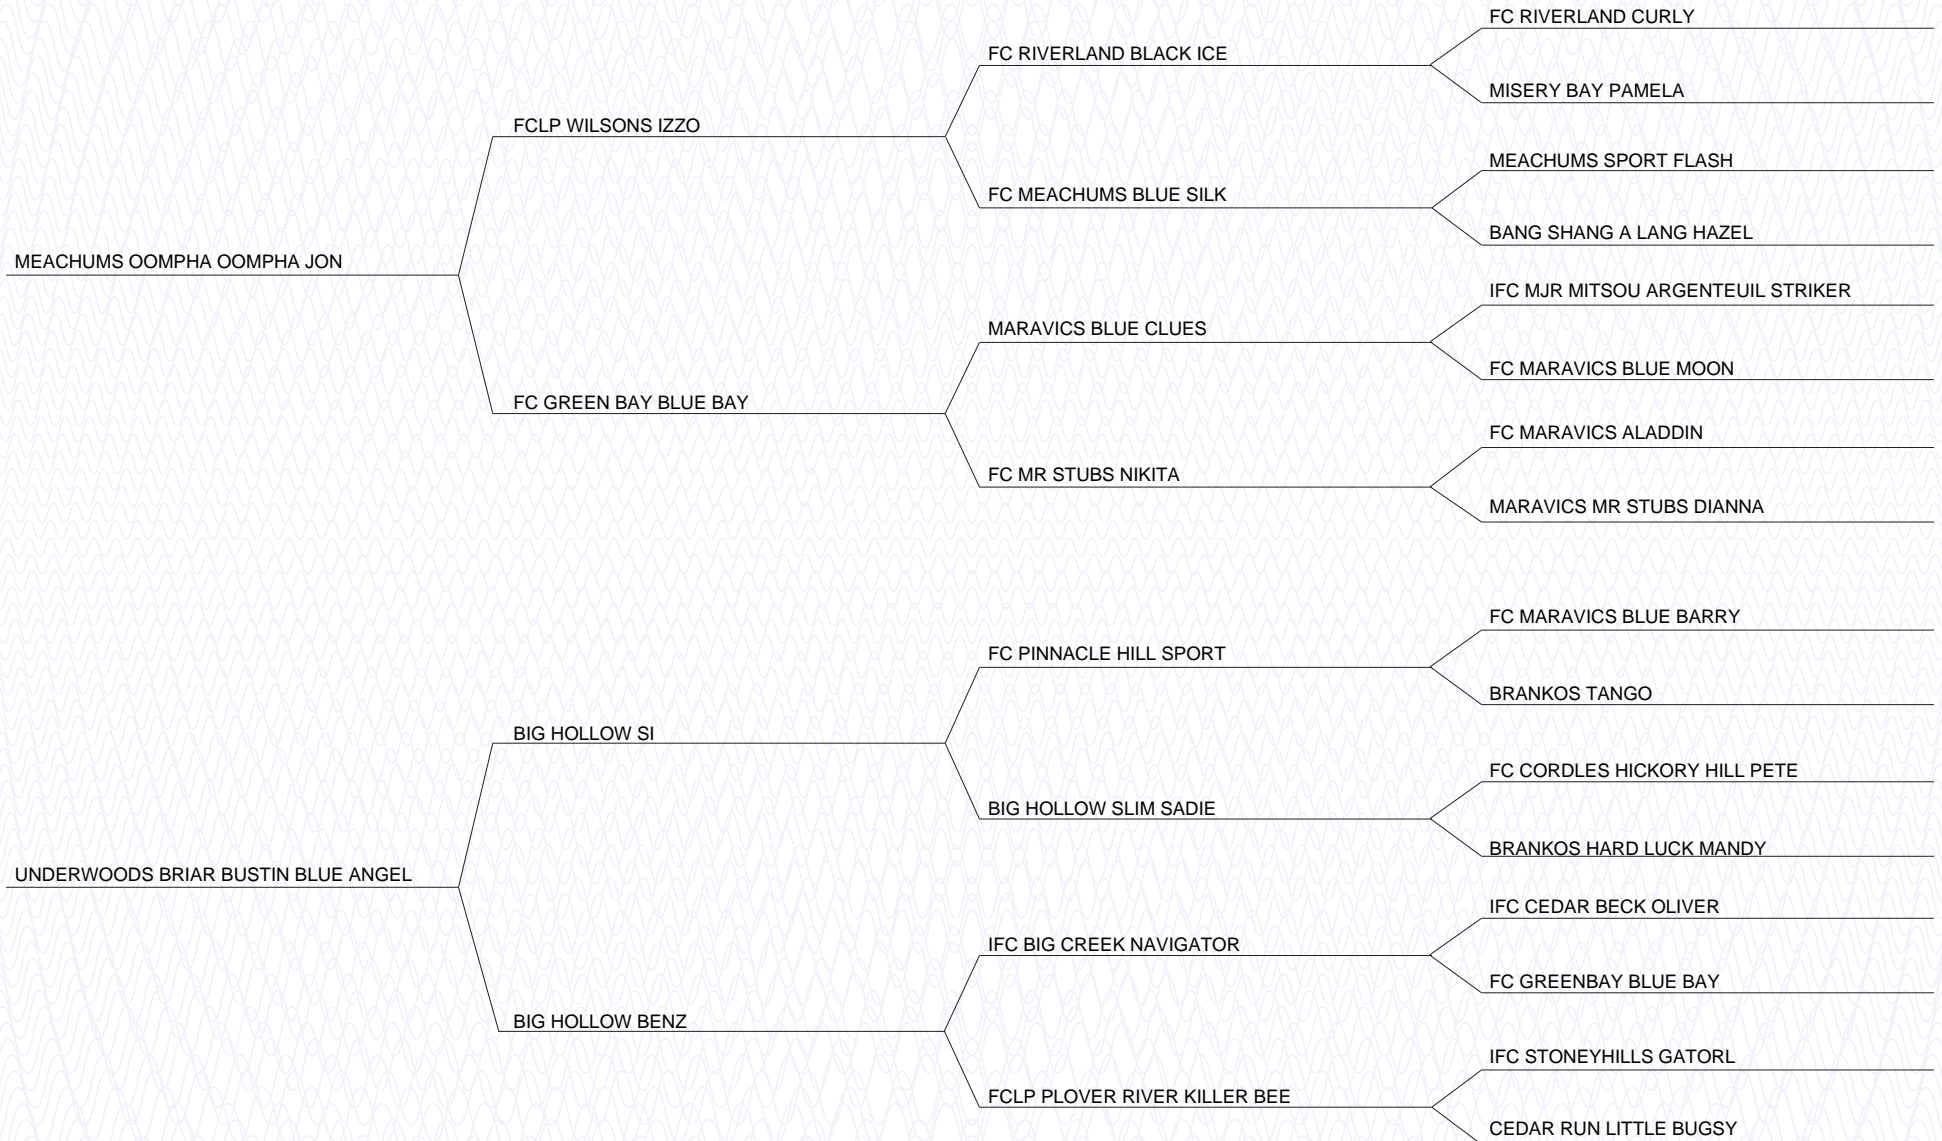 FC RIVERLAND CURLY
FC RIVERLAND BLACK ICE
MISERY BAY PAMELA
FCLP WILSONS IZZO
MEACHUMS SPORT FLASH
FC MEACHUMS BLUE SILK
BANG SHANG A LANG HAZEL
MEACHUMS OOMPHA OOMPHA JON
IFC MJR MITSOU ARGENTEUIL STRIKER
MARAVICS BLUE CLUES
FC MARAVICS BLUE MOON
FC GREEN BAY BLUE BAY
FC MARAVICS ALADDIN
FC MR STUBS NIKITA
MARAVICS MR STUBS DIANNA
FC MARAVICS BLUE BARRY
FC PINNACLE HILL SPORT
BRANKOS TANGO
BIG HOLLOW SI
FC CORDLES HICKORY HILL PETE
BIG HOLLOW SLIM SADIE
BRANKOS HARD LUCK MANDY
UNDERWOODS BRIAR BUSTIN BLUE ANGEL
IFC CEDAR BECK OLIVER
IFC BIG CREEK NAVIGATOR
FC GREENBAY BLUE BAY
BIG HOLLOW BENZ
IFC STONEYHILLS GATORL
FCLP PLOVER RIVER KILLER BEE
CEDAR RUN LITTLE BUGSY